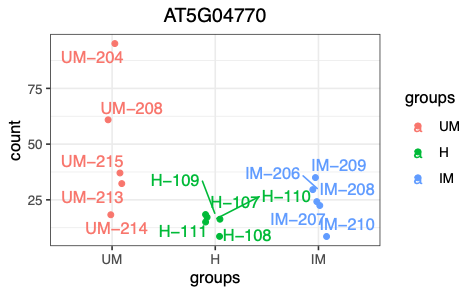 AT5G04770
count
75
50
25
UM−204
UM−208
UM−215
UM−213
UM−214
H−109
H−107
H−110
H−111
H−108
IM−209
IM−206
IM−208
IM−207
IM−210
UM
H
IM
groups
groups
a UM
a H
a IM